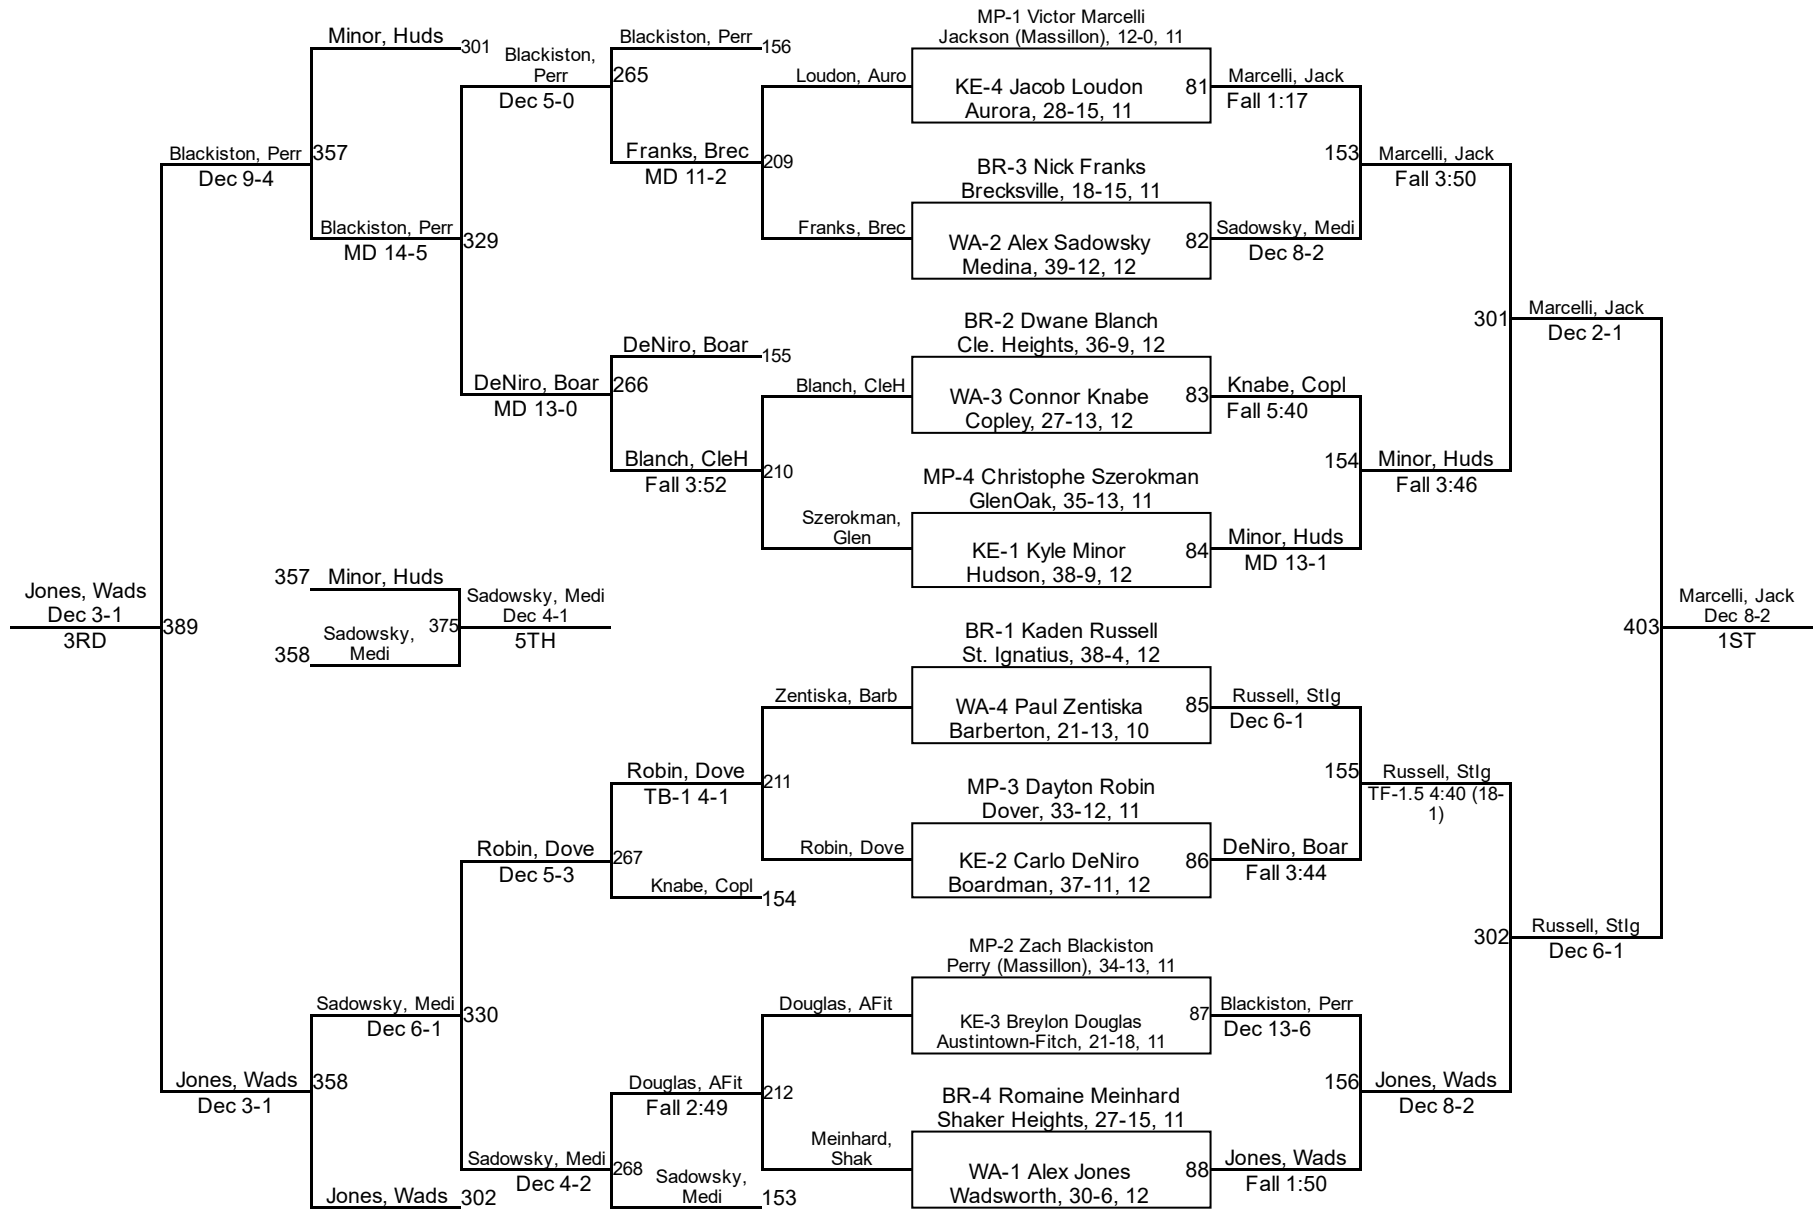 MP-1 Victor Marcelli
Jackson (Massillon), 12-0, 11
Minor, Huds
301
Blackiston,
Perr
Dec 5-0
Blackiston, Perr
156
265
Loudon, Auro
KE-4 Jacob Loudon
Aurora, 28-15, 11
81
Marcelli, Jack
Fall 1:17
Blackiston, Perr
Dec 9-4
357
Franks, Brec
MD 11-2
209
BR-3 Nick Franks
Brecksville, 18-15, 11
153
Marcelli, Jack
Fall 3:50
Blackiston, Perr
MD 14-5
329
Franks, Brec
WA-2 Alex Sadowsky
Medina, 39-12, 12
82
Sadowsky, Medi
Dec 8-2
BR-2 Dwane Blanch
Cle. Heights, 36-9, 12
301
Marcelli, Jack
Dec 2-1
DeNiro, Boar
155
DeNiro, Boar
MD 13-0
266
Blanch, CleH
WA-3 Connor Knabe
Copley, 27-13, 12
83
Knabe, Copl
Fall 5:40
Blanch, CleH
Fall 3:52
210
MP-4 Christophe Szerokman
GlenOak, 35-13, 11
154
Minor, Huds
Fall 3:46
Szerokman,
Glen
KE-1 Kyle Minor
Hudson, 38-9, 12
84
Minor, Huds
MD 13-1
Jones, Wads
Dec 3-1
3RD
389
357
Minor, Huds
358
Sadowsky,
Medi
375
Sadowsky, Medi
Dec 4-1
5TH
BR-1 Kaden Russell
St. Ignatius, 38-4, 12
403
Marcelli, Jack
Dec 8-2
1ST
Zentiska, Barb
WA-4 Paul Zentiska
Barberton, 21-13, 10
85
Russell, StIg
Dec 6-1
Robin, Dove
TB-1 4-1
211
MP-3 Dayton Robin
Dover, 33-12, 11
155
Russell, StIg
TF-1.5 4:40 (18-
1)
Robin, Dove
Dec 5-3
267
Robin, Dove
KE-2 Carlo DeNiro
Boardman, 37-11, 12
86
DeNiro, Boar
Fall 3:44
Knabe, Copl
154
MP-2 Zach Blackiston
Perry (Massillon), 34-13, 11
302
Russell, StIg
Dec 6-1
Sadowsky, Medi
Dec 6-1
330
Douglas, AFit
KE-3 Breylon Douglas
Austintown-Fitch, 21-18, 11
87
Blackiston, Perr
Dec 13-6
Jones, Wads
Dec 3-1
358
Douglas, AFit
Fall 2:49
212
BR-4 Romaine Meinhard
Shaker Heights, 27-15, 11
156
Jones, Wads
Dec 8-2
Sadowsky, Medi
Dec 4-2
268
Meinhard,
Shak
WA-1 Alex Jones
Wadsworth, 30-6, 12
88
Jones, Wads
Fall 1:50
Jones, Wads
302
Sadowsky,
Medi
153